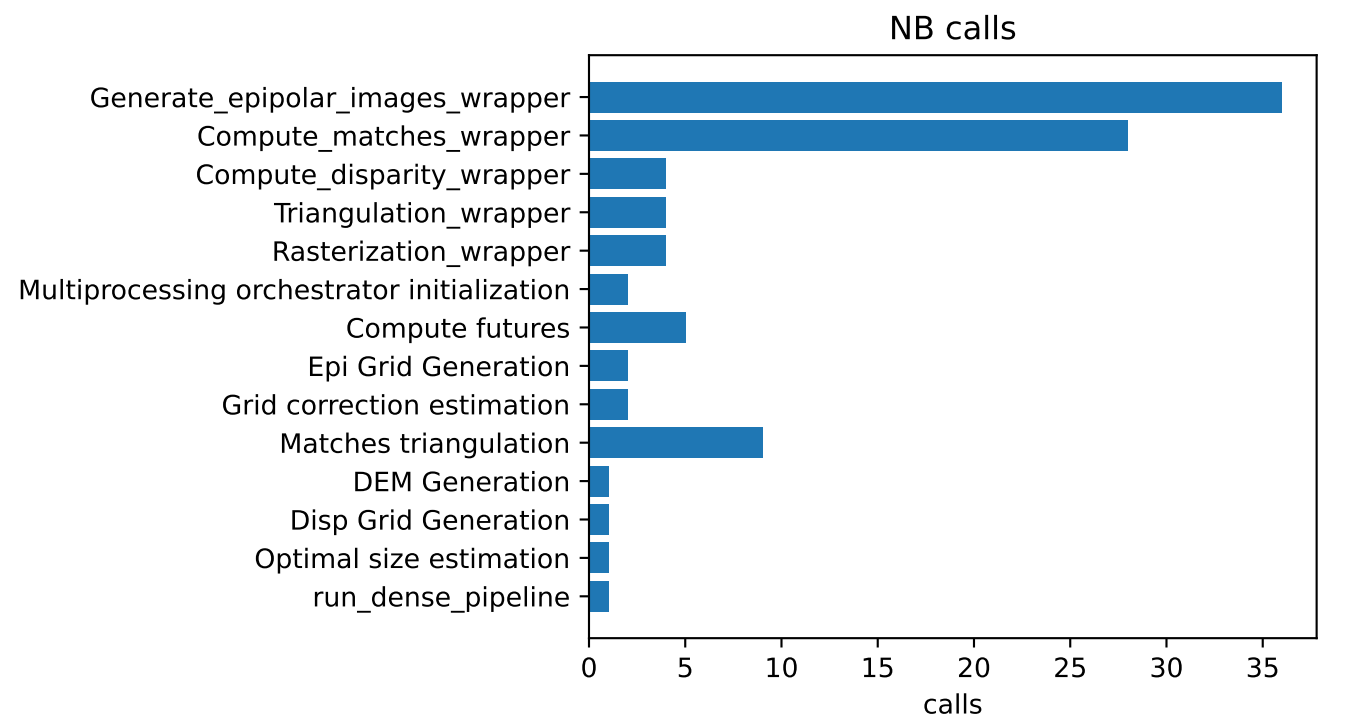 NB calls
Generate_epipolar_images_wrapper
Compute_matches_wrapper
Compute_disparity_wrapper
Triangulation_wrapper
Rasterization_wrapper
Multiprocessing orchestrator initialization
Compute futures
Epi Grid Generation
Grid correction estimation
Matches triangulation
DEM Generation
Disp Grid Generation
Optimal size estimation
run_dense_pipeline
0 5 10 15 20 25 30 35
calls